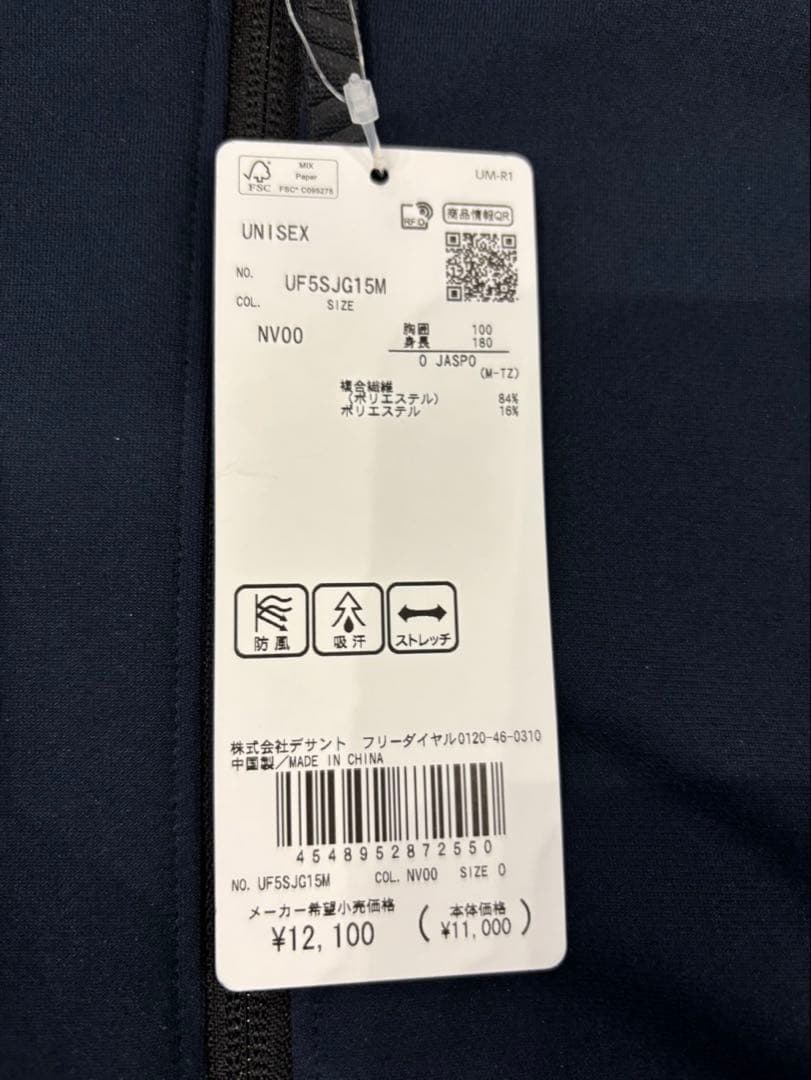 MIX
Paper
FSC
FSC® C095275
UM-R1
RFID
商品情報QR
UNISEX
NO. UF5SJG15M
COL. SIZE
NV00
胸囲 100
身長 180
O JASPO
(M-TZ)
複合繊維
(ポリエステル) 84%
ポリエステル 16%
防風
吸汗
ストレッチ
株式会社デサント フリーダイヤル0120-46-0310
中国製/MADE IN CHINA
4548952872550
NO. UF5SJG15M COL. NV00 SIZE O
メーカー希望小売価格 (本体価格
¥12,100 ¥11,000)